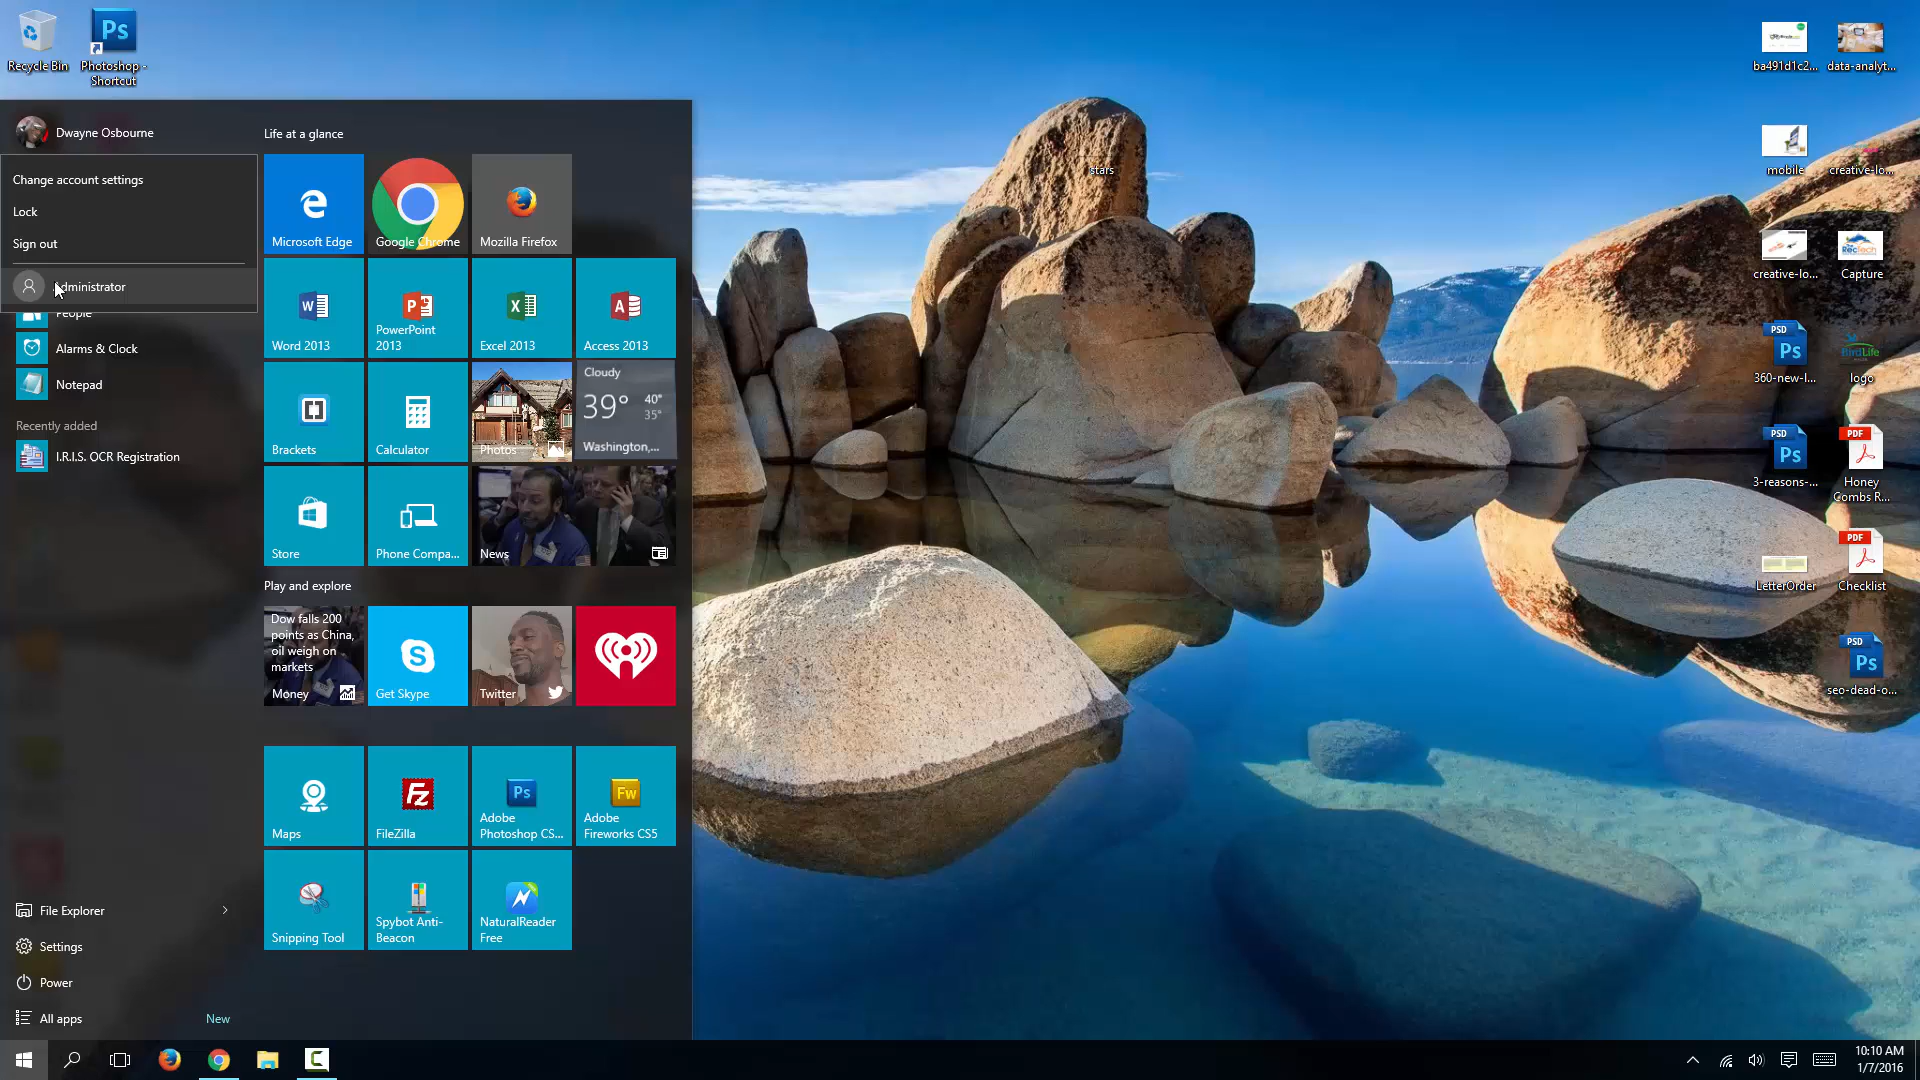 Recycle Bin
Photoshop -
Shortcut
Dwayne Osbourne
Change account settings
Lock
Sign out
Administrator
People
Alarms & Clock
Notepad
Recently added
I.R.I.S. OCR Registration
File Explorer
Settings
Power
All apps
New
Life at a glance
Microsoft Edge
Google Chrome
Mozilla Firefox
Word 2013
PowerPoint
2013
Excel 2013
Access 2013
Brackets
Calculator
Photos
Cloudy
39° 40°
35°
Washington,...
Store
Phone Compa...
News
Play and explore
Dow falls 200
points as China,
oil weigh on
markets
Money
Get Skype
Twitter
Maps
FileZilla
Adobe
Photoshop CS...
Adobe
Fireworks CS5
Snipping Tool
Spybot Anti-
Beacon
NaturalReader
Free
stars
ba491d1c2...
data-analyt...
mobile
creative-lo...
creative-lo...
Capture
360-new-l...
logo
3-reasons-...
Honey
Combs R...
LetterOrder
Checklist
seo-dead-o...
10:10 AM
1/7/2016